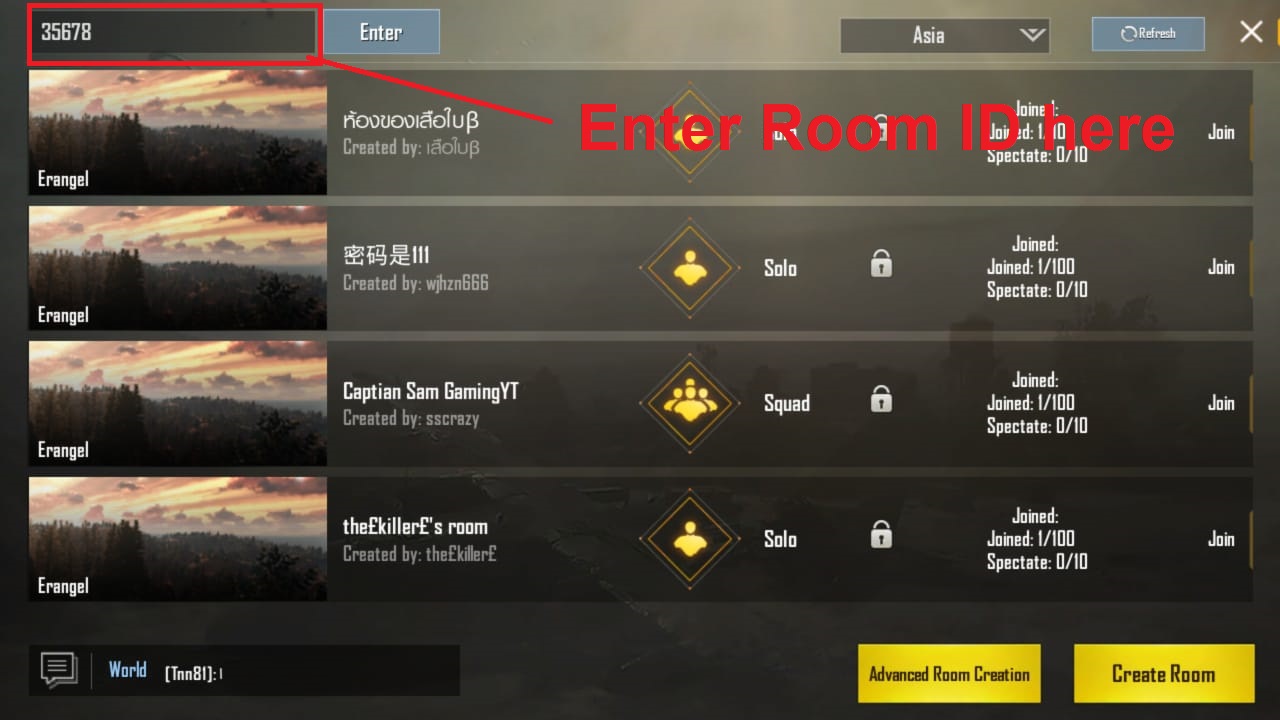 35678
Enter
Asia
Refresh
Enter Room ID here
ห้องของเสือใบβ
Created by: เสือใบβ
Erangel
Solo
Joined:
Joined: 1/100
Spectate: 0/10
Join
密码是111
Created by: wjhzn666
Erangel
Solo
Joined:
Joined: 1/100
Spectate: 0/10
Join
Captian Sam GamingYT
Created by: sscrazy
Erangel
Squad
Joined:
Joined: 1/100
Spectate: 0/10
Join
the£killer£'s room
Created by: the£killer£
Erangel
Solo
Joined:
Joined: 1/100
Spectate: 0/10
Join
World
[Tnn81]: l
Advanced Room Creation
Create Room